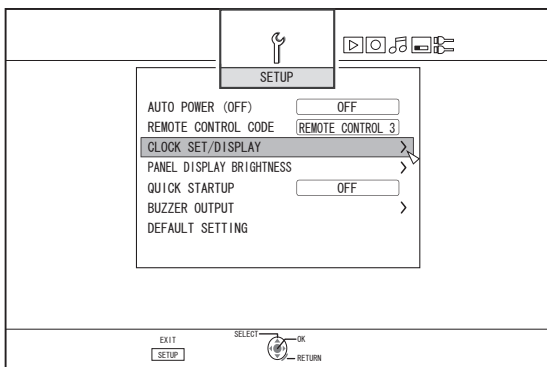 SETUP
AUTO POWER (OFF) OFF
REMOTE CONTROL CODE REMOTE CONTROL 3
CLOCK SET/DISPLAY
PANEL DISPLAY BRIGHTNESS
QUICK STARTUP OFF
BUZZER OUTPUT
DEFAULT SETTING
EXIT SELECT OK
SETUP RETURN